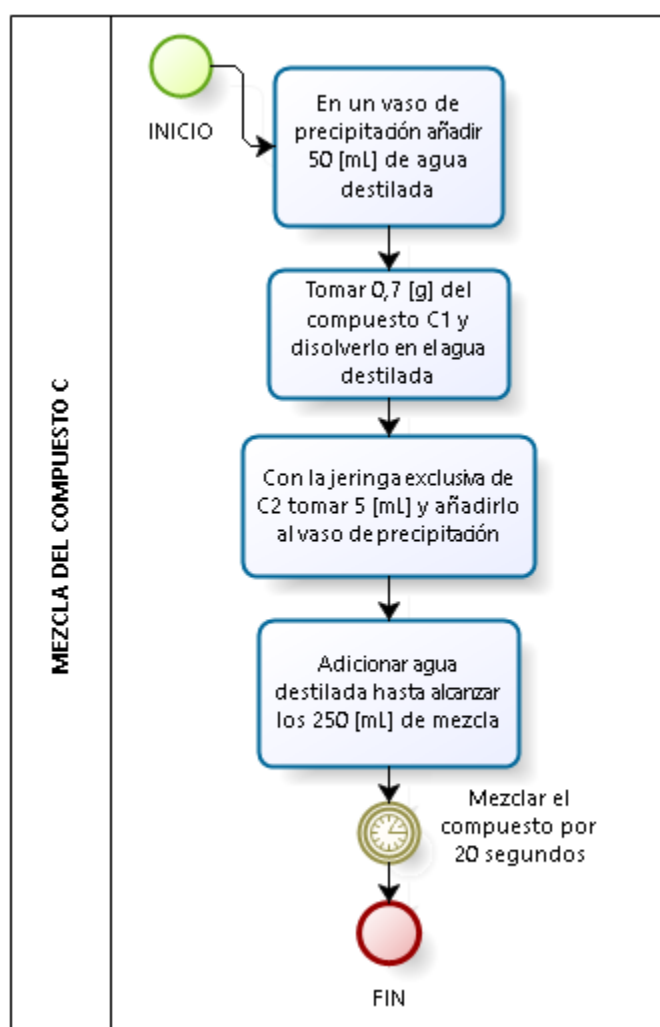 INICIO
En un vaso de
precipitación añadir
50 [mL] de agua
destilada
Tomar 0,7 [g] del
compuesto C1 y
disolverlo en el agua
destilada
MEZCLA DEL COMPUESTO C
Con la jeringa exclusiva de
C2 tomar 5 [mL] y añadirlo
al vaso de precipitación
Adicionar agua
destilada hasta alcanzar
los 250 [mL] de mezcla
Mezclar el
compuesto por
20 segundos
FIN